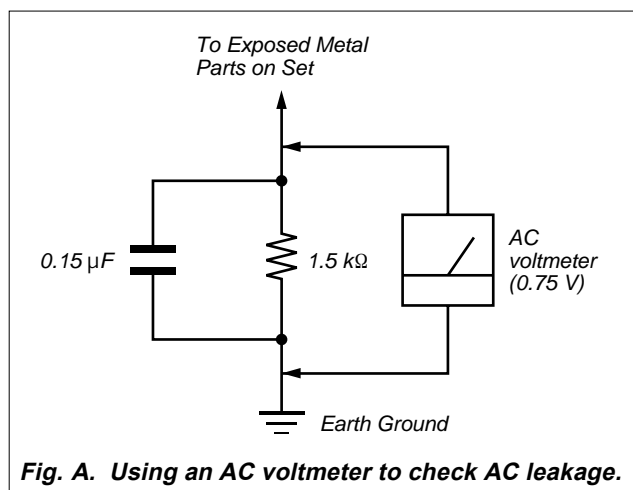 To Exposed Metal
Parts on Set
0.15 µF
1.5 kΩ
AC
voltmeter
(0.75 V)
Earth Ground
Fig. A. Using an AC voltmeter to check AC leakage.